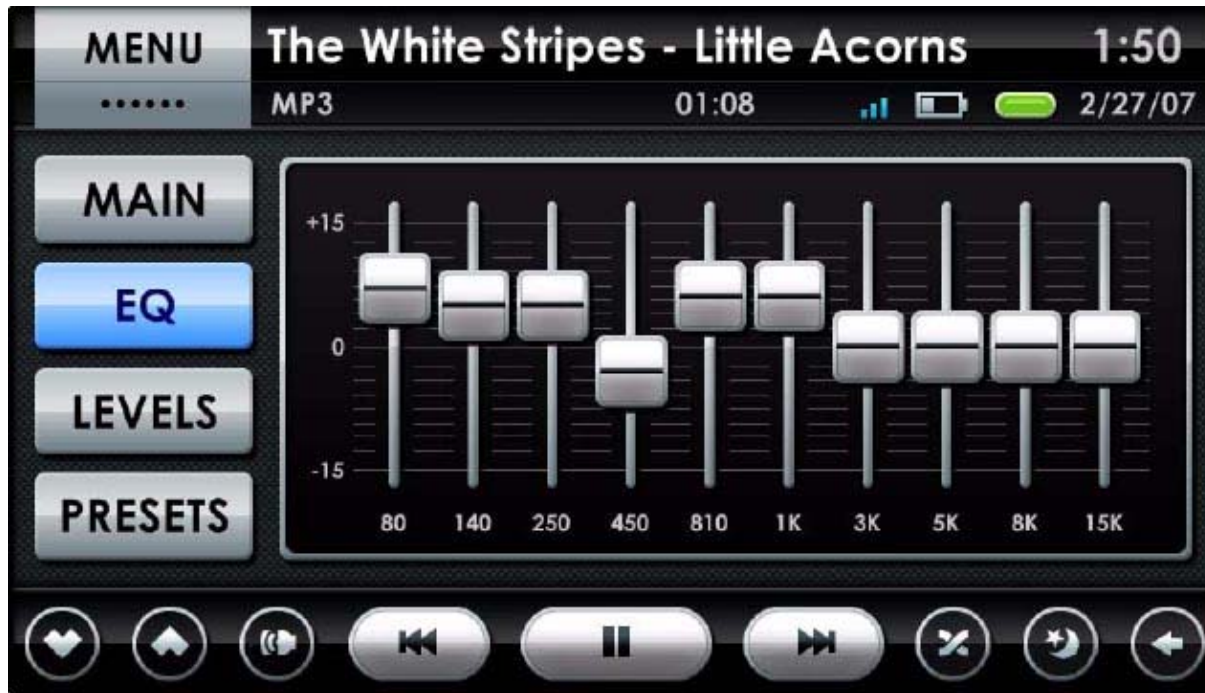 MENU
The White Stripes - Little Acorns 1:50
MP3 01:08 2/27/07
MAIN
EQ
LEVELS
PRESETS
+15
0
-15
80 140 250 450 810 1K 3K 5K 8K 15K